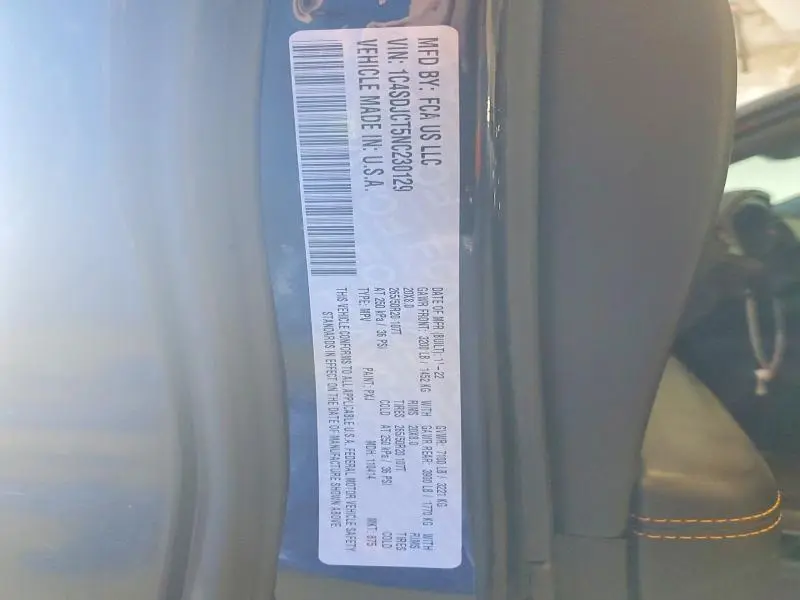 MFD BY: FCA US LLC
VIN: 1C4SDJCT5NC230129
VEHICLE MADE IN: U.S.A.
DATE OF MFR (BUILT): GVWR: 7100 LB / 3221 KG
GAWR FRONT: 3200 LB / 1452 KG WITH GAWR REAR: 3900 LB / 1770 KG WITH
20X8.0 RIMS 20X8.0 RIMS:
265/50R20 107T TIRES 265/50R20 107T TIRES
AT 250 kPa / 36 PSI COLD AT 250 kPa / 36 PSI COLD
TYPE: MPV PAINT: PXJ MDH: 110414 MKT: 875
THIS VEHICLE CONFORMS TO ALL APPLICABLE U.S.A. FEDERAL MOTOR VEHICLE SAFETY
STANDARDS IN EFFECT ON THE DATE OF MANUFACTURE SHOWN ABOVE.